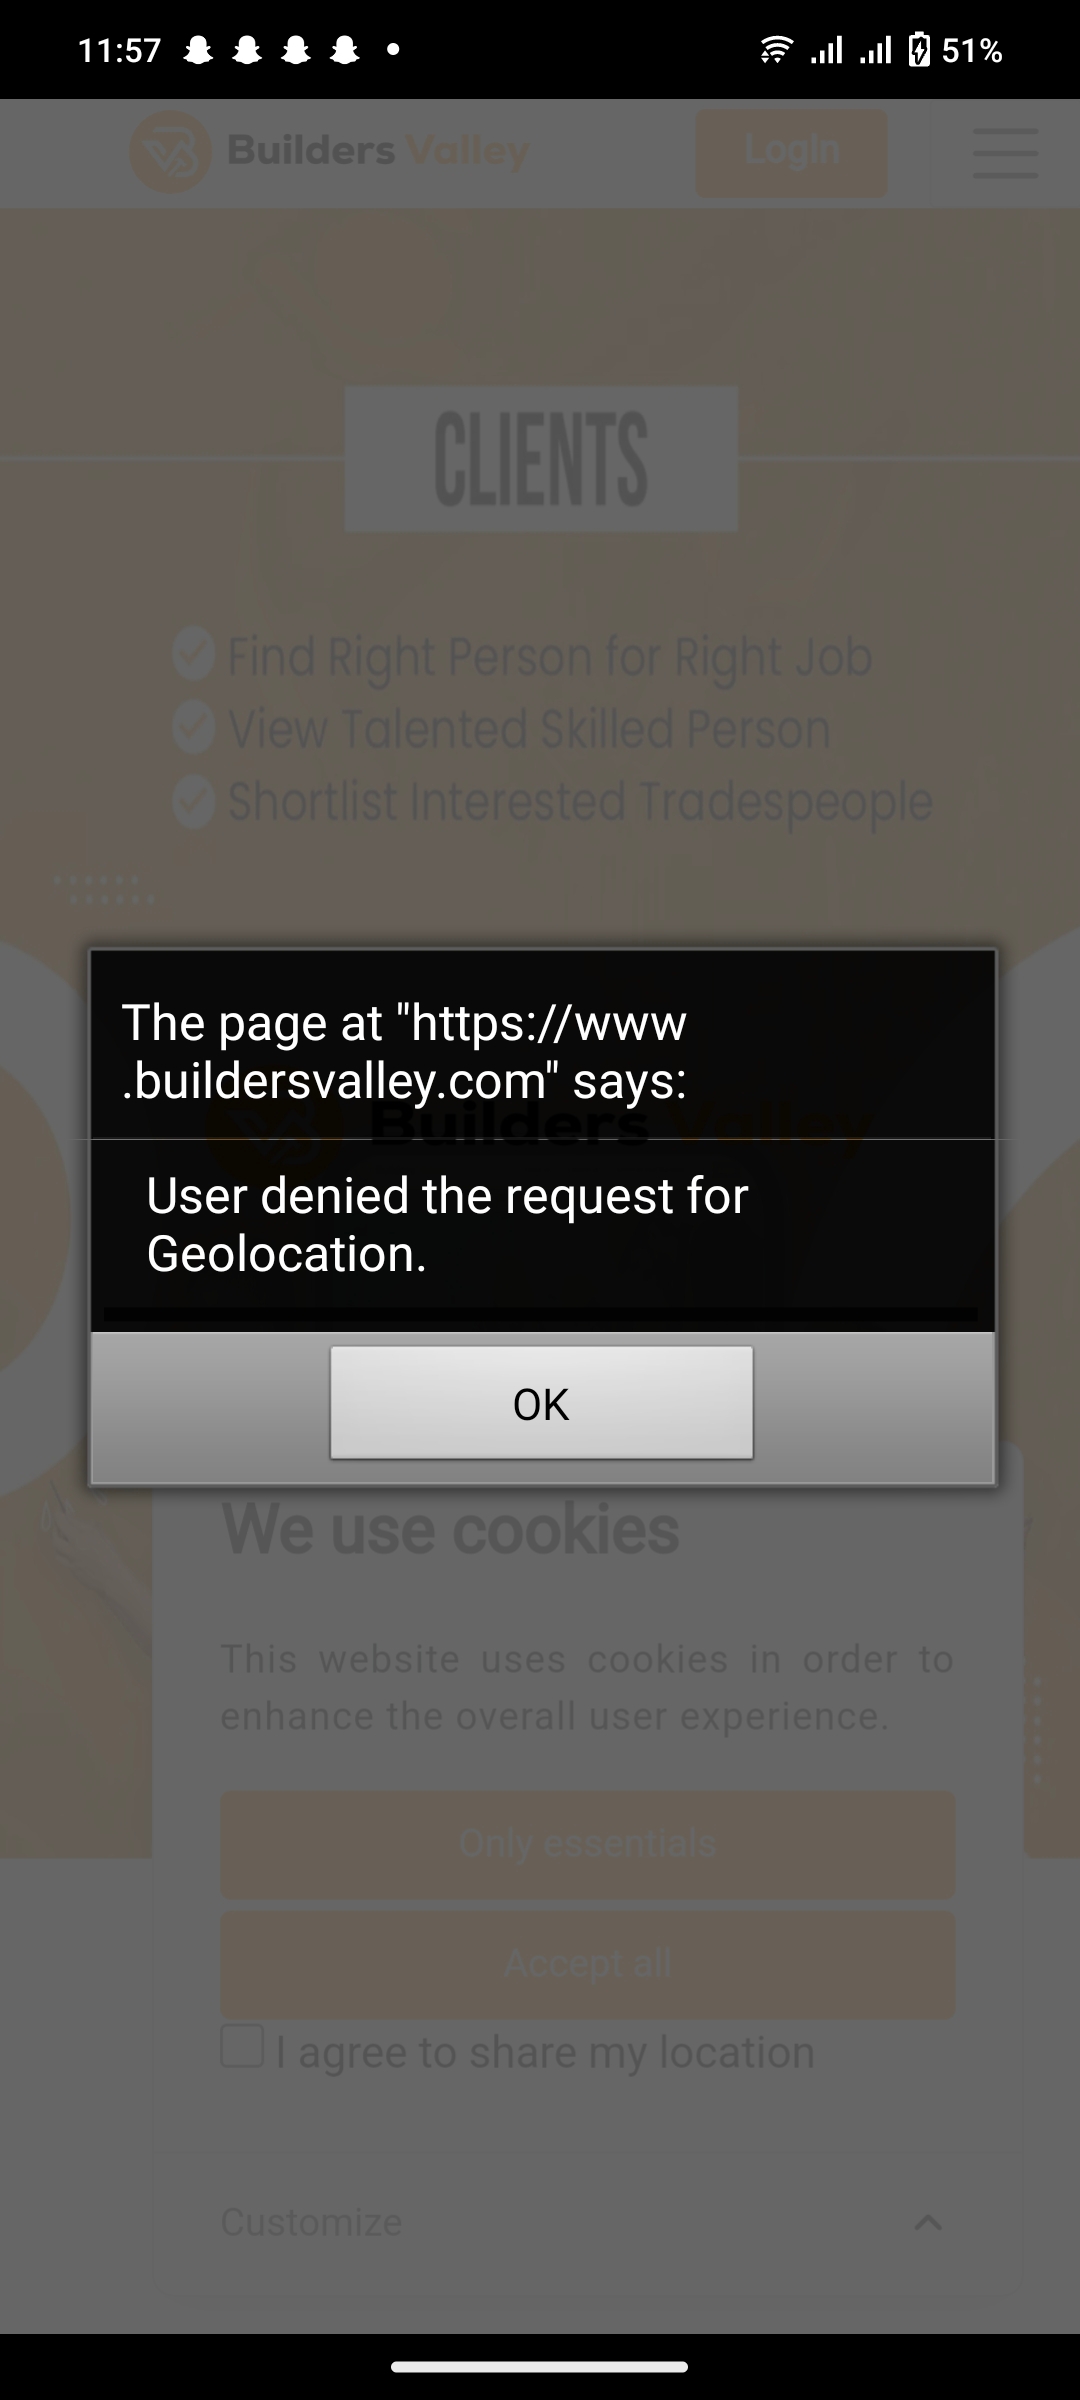 11:57
51%
Builders Valley
LogIn
CLIENTS
Find Right Person for Right Job
View Talented Skilled Person
Shortlist Interested Tradespeople
The page at "https://www
.buildersvalley.com" says:
Builders Valley
User denied the request for
Geolocation.
OK
We use cookies
This website uses cookies in order to
enhance the overall user experience.
Only essentials
Accept all
I agree to share my location
Customize